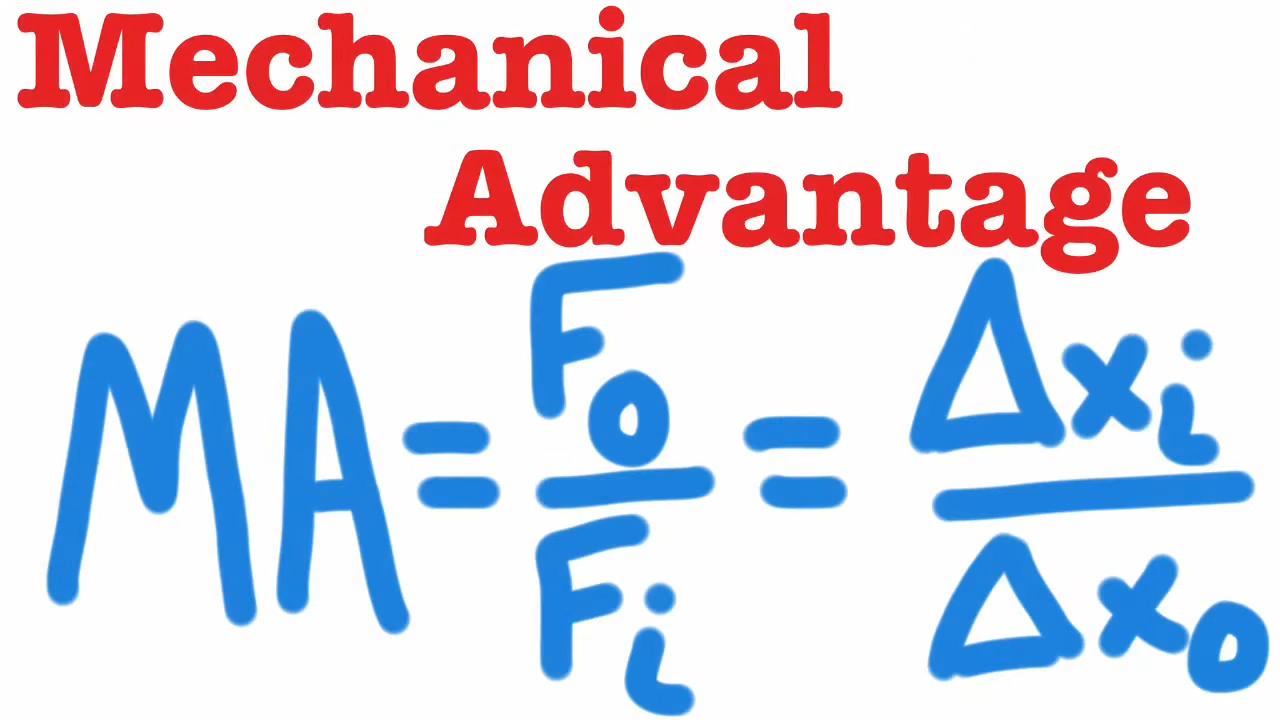 Mechanical
Advantage
MA = Fo/Fi = Δxi/Δxo